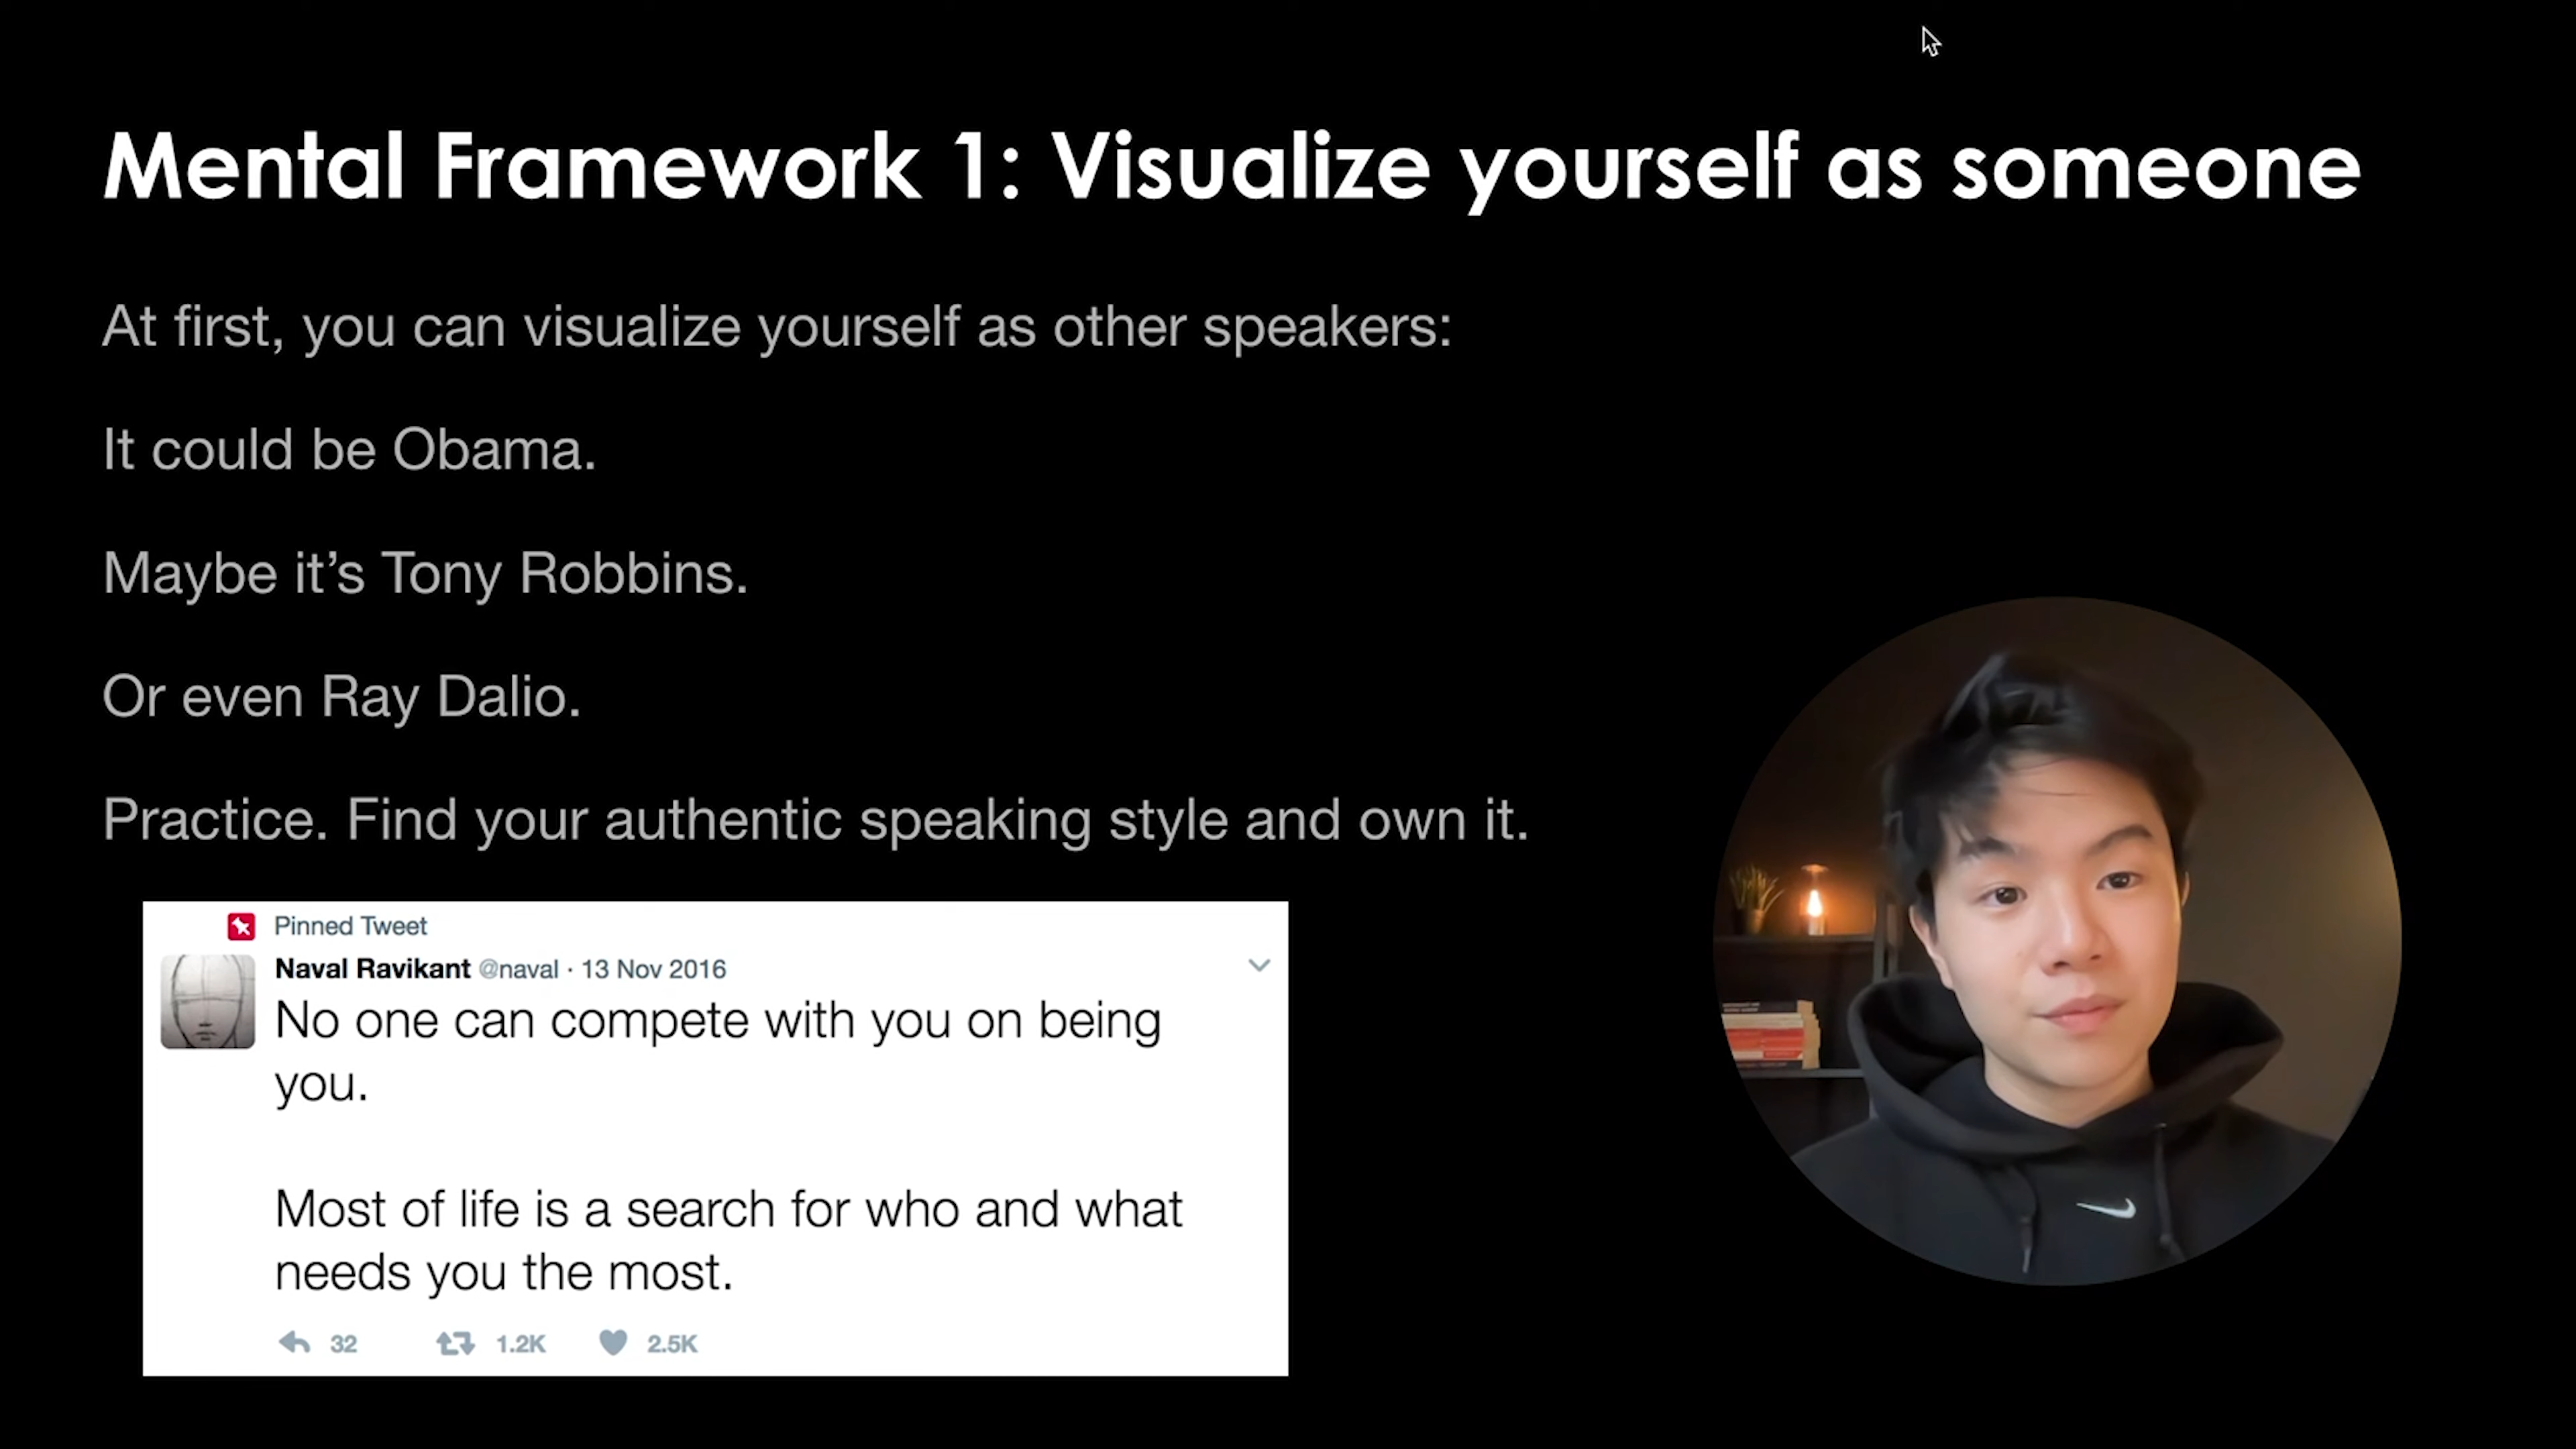 Mental Framework 1: Visualize yourself as someone
At first, you can visualize yourself as other speakers:
It could be Obama.
Maybe it’s Tony Robbins.
Or even Ray Dalio.
Practice. Find your authentic speaking style and own it.
Pinned Tweet
Naval Ravikant @naval · 13 Nov 2016
No one can compete with you on being
you.
Most of life is a search for who and what
needs you the most.
32 1.2K 2.5K